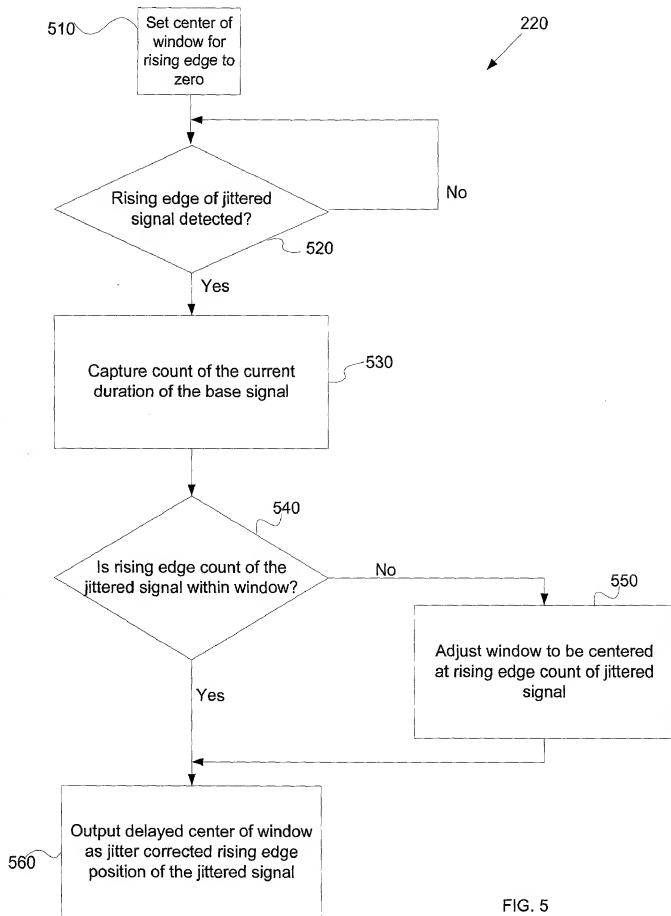 510
Set center of
window for
rising edge to
zero
220
Rising edge of jittered
signal detected?
No
520
Yes
Capture count of the current
duration of the base signal
530
540
Is rising edge count of the
jittered signal within window?
No
550
Adjust window to be centered
at rising edge count of jittered
signal
Yes
Output delayed center of window
as jitter corrected rising edge
position of the jittered signal
560
FIG. 5